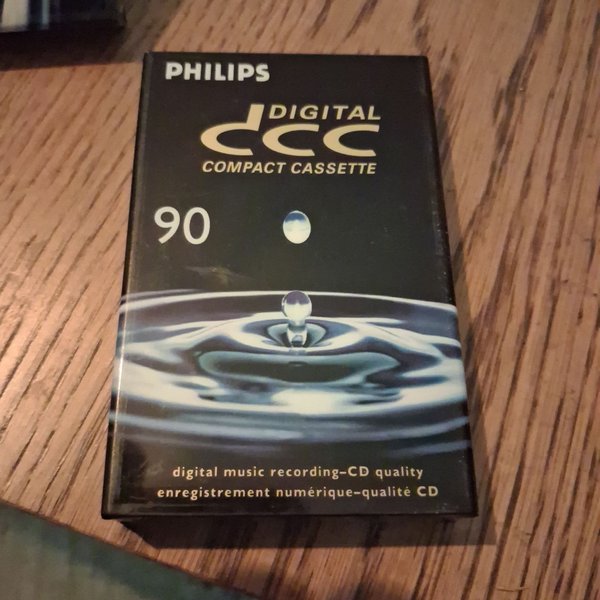 PHILIPS
DIGITAL
dcc
COMPACT CASSETTE
90
digital music recording–CD quality
enregistrement numérique–qualité CD